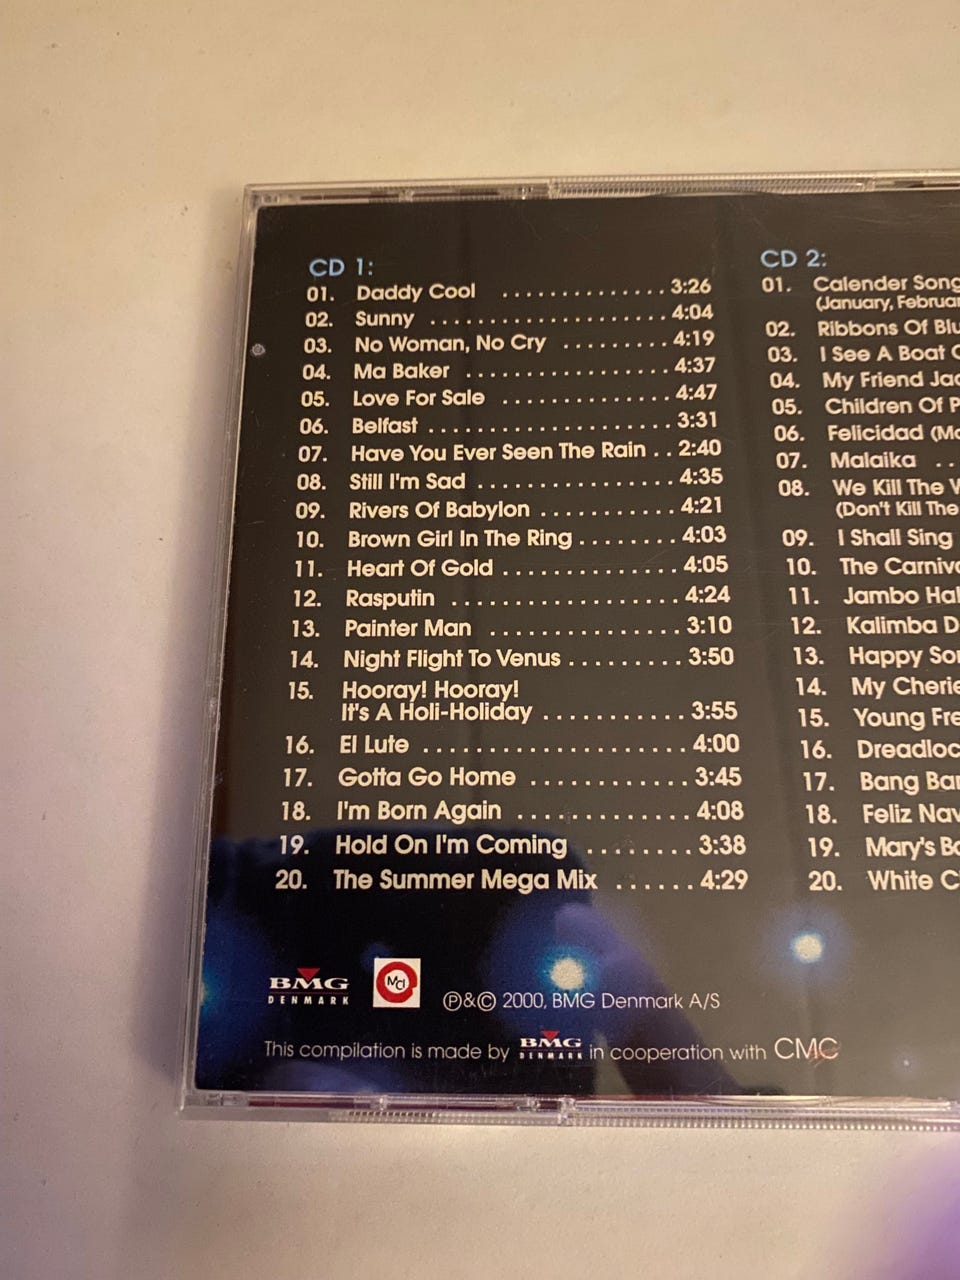 CD 1:
01. Daddy Cool .............. 3:26
02. Sunny .................... 4:04
03. No Woman, No Cry ......... 4:19
04. Ma Baker ................. 4:37
05. Love For Sale .............. 4:47
06. Belfast ..................... 3:31
07. Have You Ever Seen The Rain .. 2:40
08. Still I'm Sad ................. 4:35
09. Rivers Of Babylon ............ 4:21
10. Brown Girl In The Ring ........ 4:03
11. Heart Of Gold ................ 4:05
12. Rasputin .................... 4:24
13. Painter Man ................ 3:10
14. Night Flight To Venus ......... 3:50
15. Hooray! Hooray!
It's A Holi-Holiday ........... 3:55
16. El Lute ....................... 4:00
17. Gotta Go Home ............ 3:45
18. I'm Born Again ............. 4:08
19. Hold On I'm Coming ........ 3:38
20. The Summer Mega Mix ...... 4:29
CD 2:
01. Calender Song
(January,
02. Ribbons Of
03. I See A Boat
04. My Friend
05. Children Of
06. Felicidad
07. Malaika ..
08. We Kill The
(Don't Kill The
09. I Shall Sing
10. The
11. Jambo
12. Kalimba
13. Happy
14. My
15. Young
16.
17. Bang
18. Feliz
19. Mary's
20. White
BMG
DENMARK
MCI
℗&© 2000, BMG Denmark A/S
This compilation is made by BMG DENMARK in cooperation with CMC